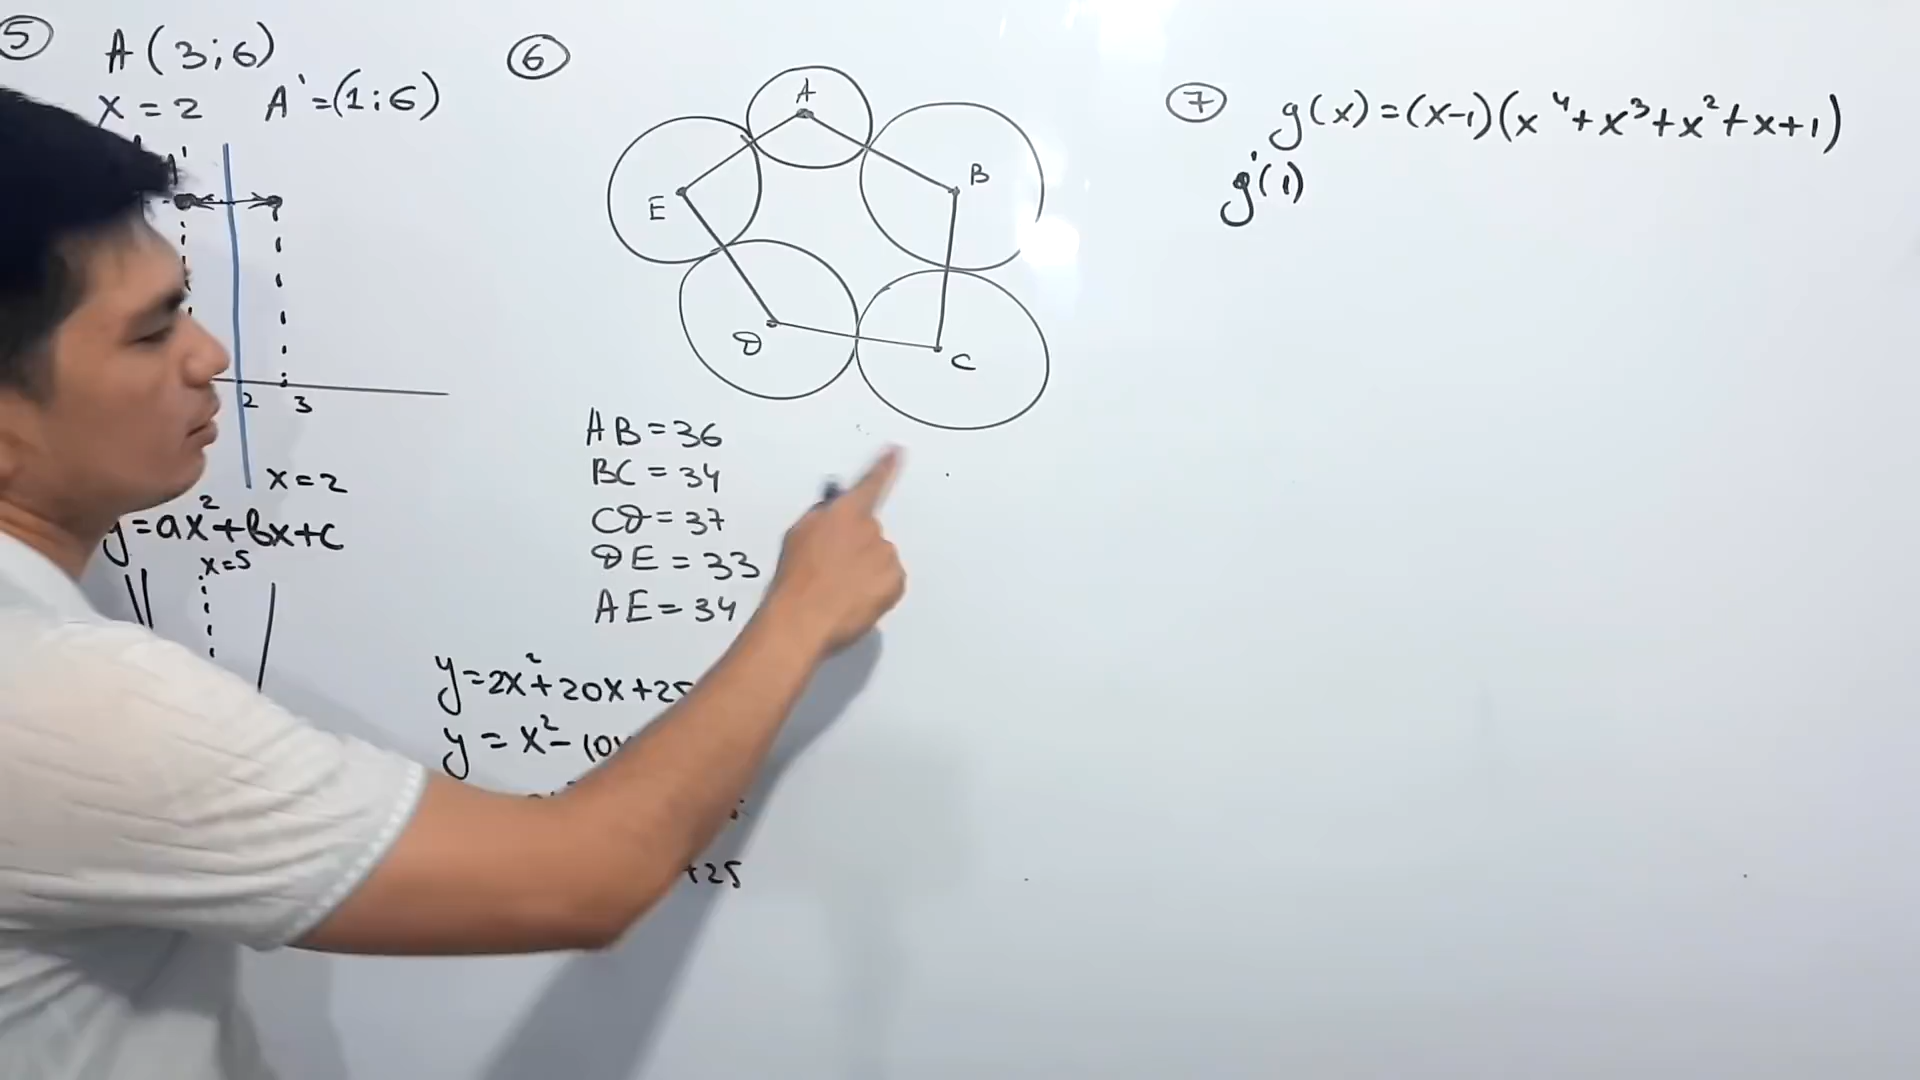 5 A(3;6)
x=2 A'=(1;6)
A'
2 3
x=2
y=ax²+bx+c
x=5
6
A
B
E
D
C
AB=36
BC=34
CD=37
DE=33
AE=34
y=2x²+20x+25
y=x²-10x
+25
7 g(x)=(x-1)(x⁴+x³+x²+x+1)
g'(1)